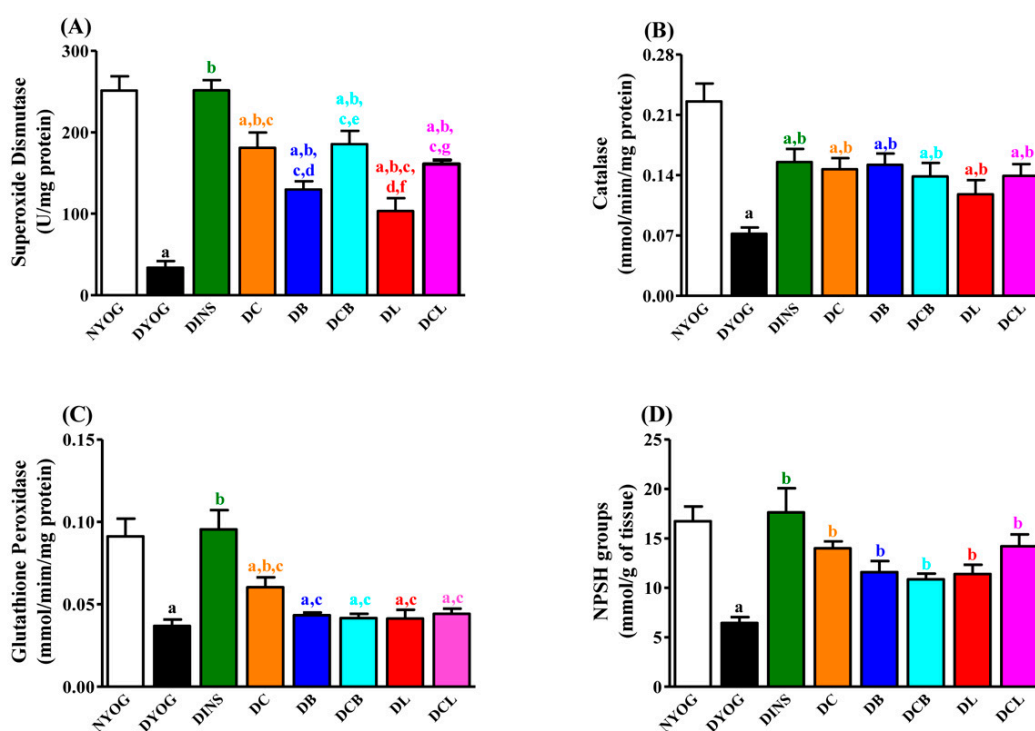 (A)
Superoxide Dismutase
(U/mg protein)
300
200
100
0
a
b
a,b,c
a,b,
c,d
a,b,
c,e
a,b,c,
d,f
a,b,
c,g
NYOG
DYOG
DINS
DC
DB
DCB
DL
DCL
(B)
Catalase
(nmol/mim/mg protein)
0.28
0.21
0.14
0.07
0.00
a
a,b
a,b
a,b
a,b
a,b
a,b
NYOG
DYOG
DINS
DC
DB
DCB
DL
DCL
(C)
Glutathione Peroxidase
(mmol/mim/mg protein)
0.15
0.10
0.05
0.00
a
b
a,b,c
a,c
a,c
a,c
a,c
NYOG
DYOG
DINS
DC
DB
DCB
DL
DCL
(D)
NPSH groups
(mmol/g of tissue)
25
20
15
10
5
0
a
b
b
b
b
b
b
NYOG
DYOG
DINS
DC
DB
DCB
DL
DCL